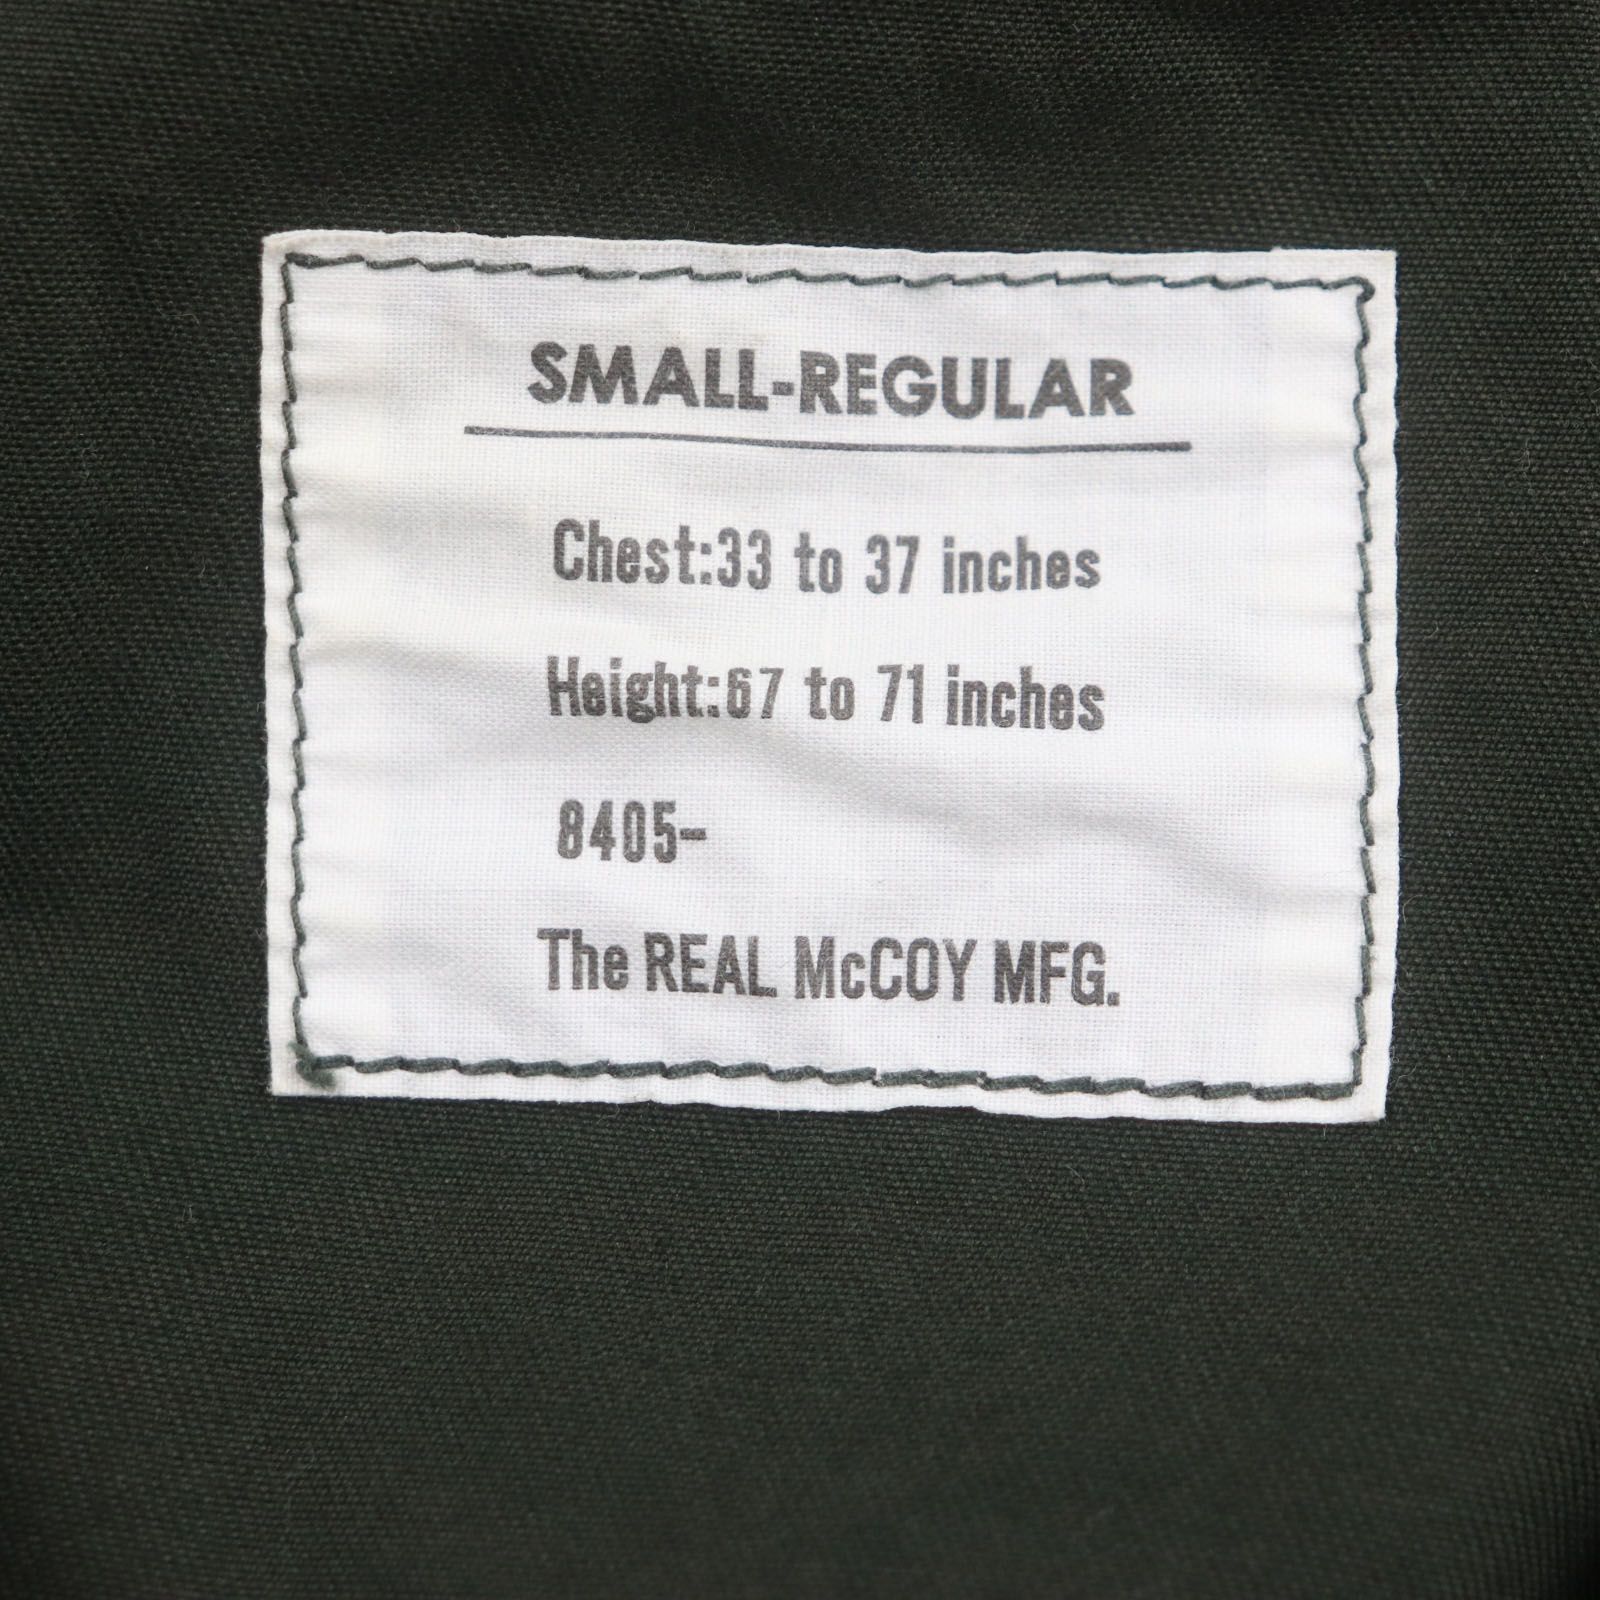 SMALL-REGULAR
Chest:33 to 37 inches
Height:67 to 71 inches
8405-
The REAL McCOY MFG.